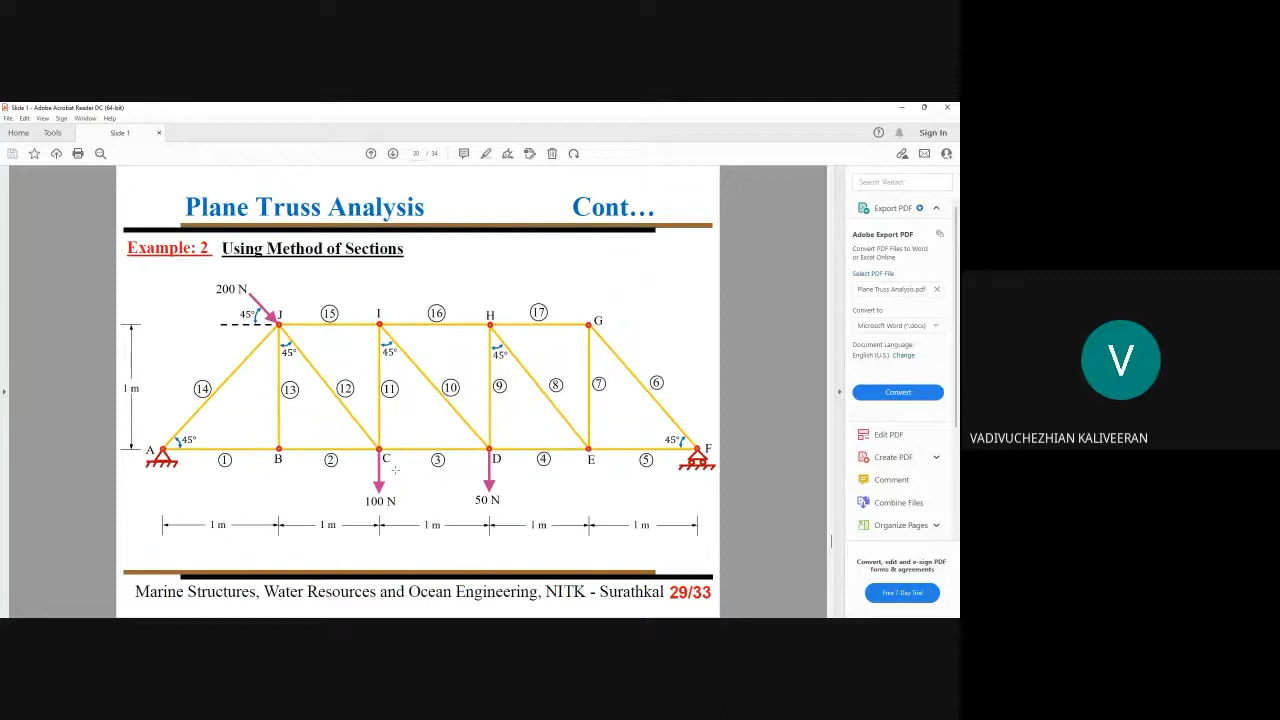 Slide 1 - Adobe Acrobat Reader DC (64-bit)
File Edit View Sign Window Help
Home Tools Slide 1 × Sign In
30 / 34
Plane Truss Analysis Cont...
Example: 2 Using Method of Sections
200 N
45°
J 15 I 16 H 17 G
45° 45° 45°
1 m
14 13 12 11 10 9 8 7 6
A 45° 45° F
1 B 2 C 3 D 4 E 5
100 N 50 N
1 m 1 m 1 m 1 m 1 m
Marine Structures, Water Resources and Ocean Engineering, NITK - Surathkal 29/33
Search 'Redact'
Export PDF
Adobe Export PDF
Convert PDF Files to Word
or Excel Online
Select PDF File
Plane Truss Analysis.pdf ×
Convert to
Microsoft Word (*.docx)
Document Language:
English (U.S.) Change
Convert
Edit PDF
Create PDF
Comment
Combine Files
Organize Pages
Convert, edit and e-sign PDF
forms & agreements
Free 7-Day Trial
V
VADIVUCHEZHIAN KALIVEERAN